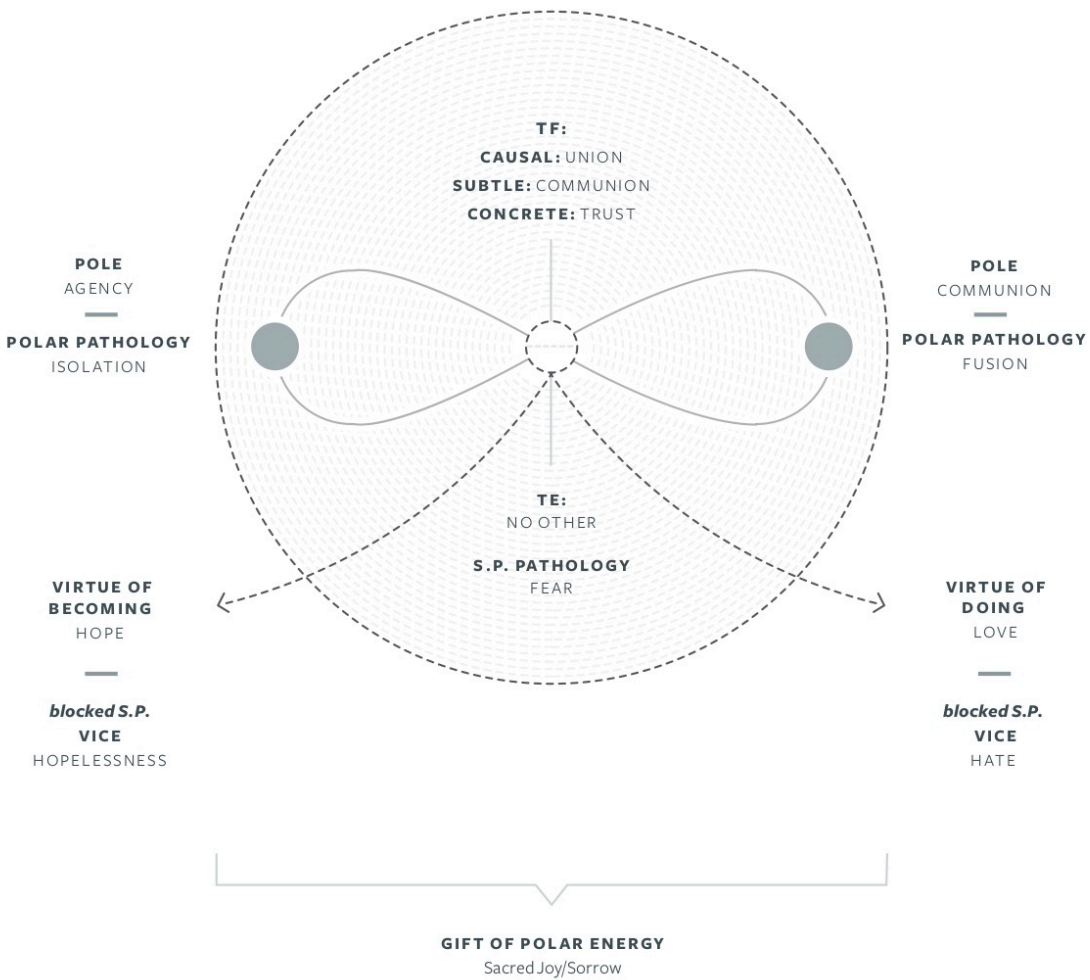 TF:
CAUSAL: UNION
SUBTLE: COMMUNION
CONCRETE: TRUST
POLE
AGENCY
POLAR PATHOLOGY
ISOLATION
POLE
COMMUNION
POLAR PATHOLOGY
FUSION
TE:
NO OTHER
S.P. PATHOLOGY
FEAR
VIRTUE OF
BECOMING
HOPE
blocked S.P.
VICE
HOPELESSNESS
VIRTUE OF
DOING
LOVE
blocked S.P.
VICE
HATE
GIFT OF POLAR ENERGY
Sacred Joy/Sorrow